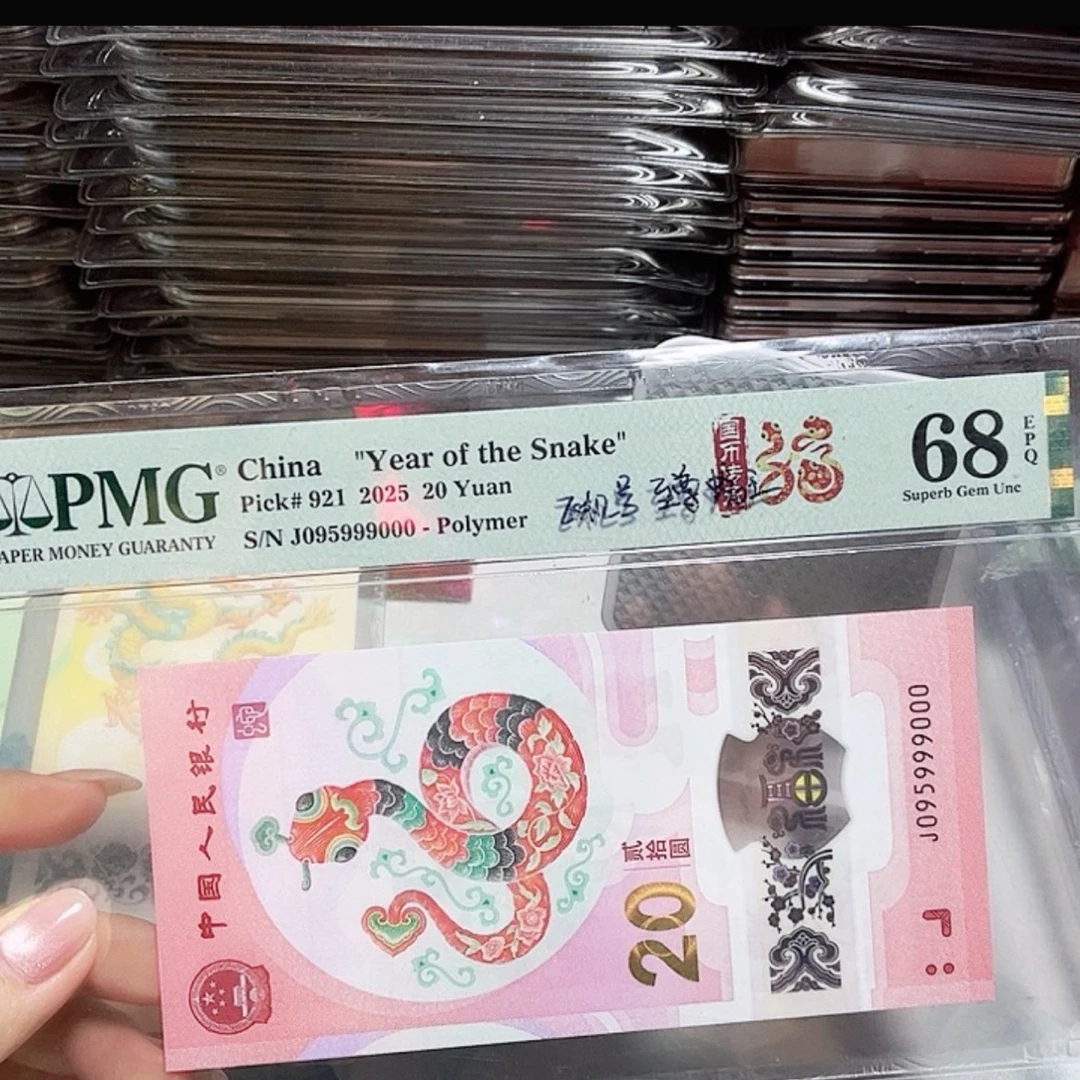 PMG®
APER MONEY GUARANTY
China "Year of the Snake"
Pick# 921 2025 20 Yuan
S/N J095999000 - Polymer
68
EPQ
Superb Gem Unc
中国人民银行
贰拾圆
20
J095999000